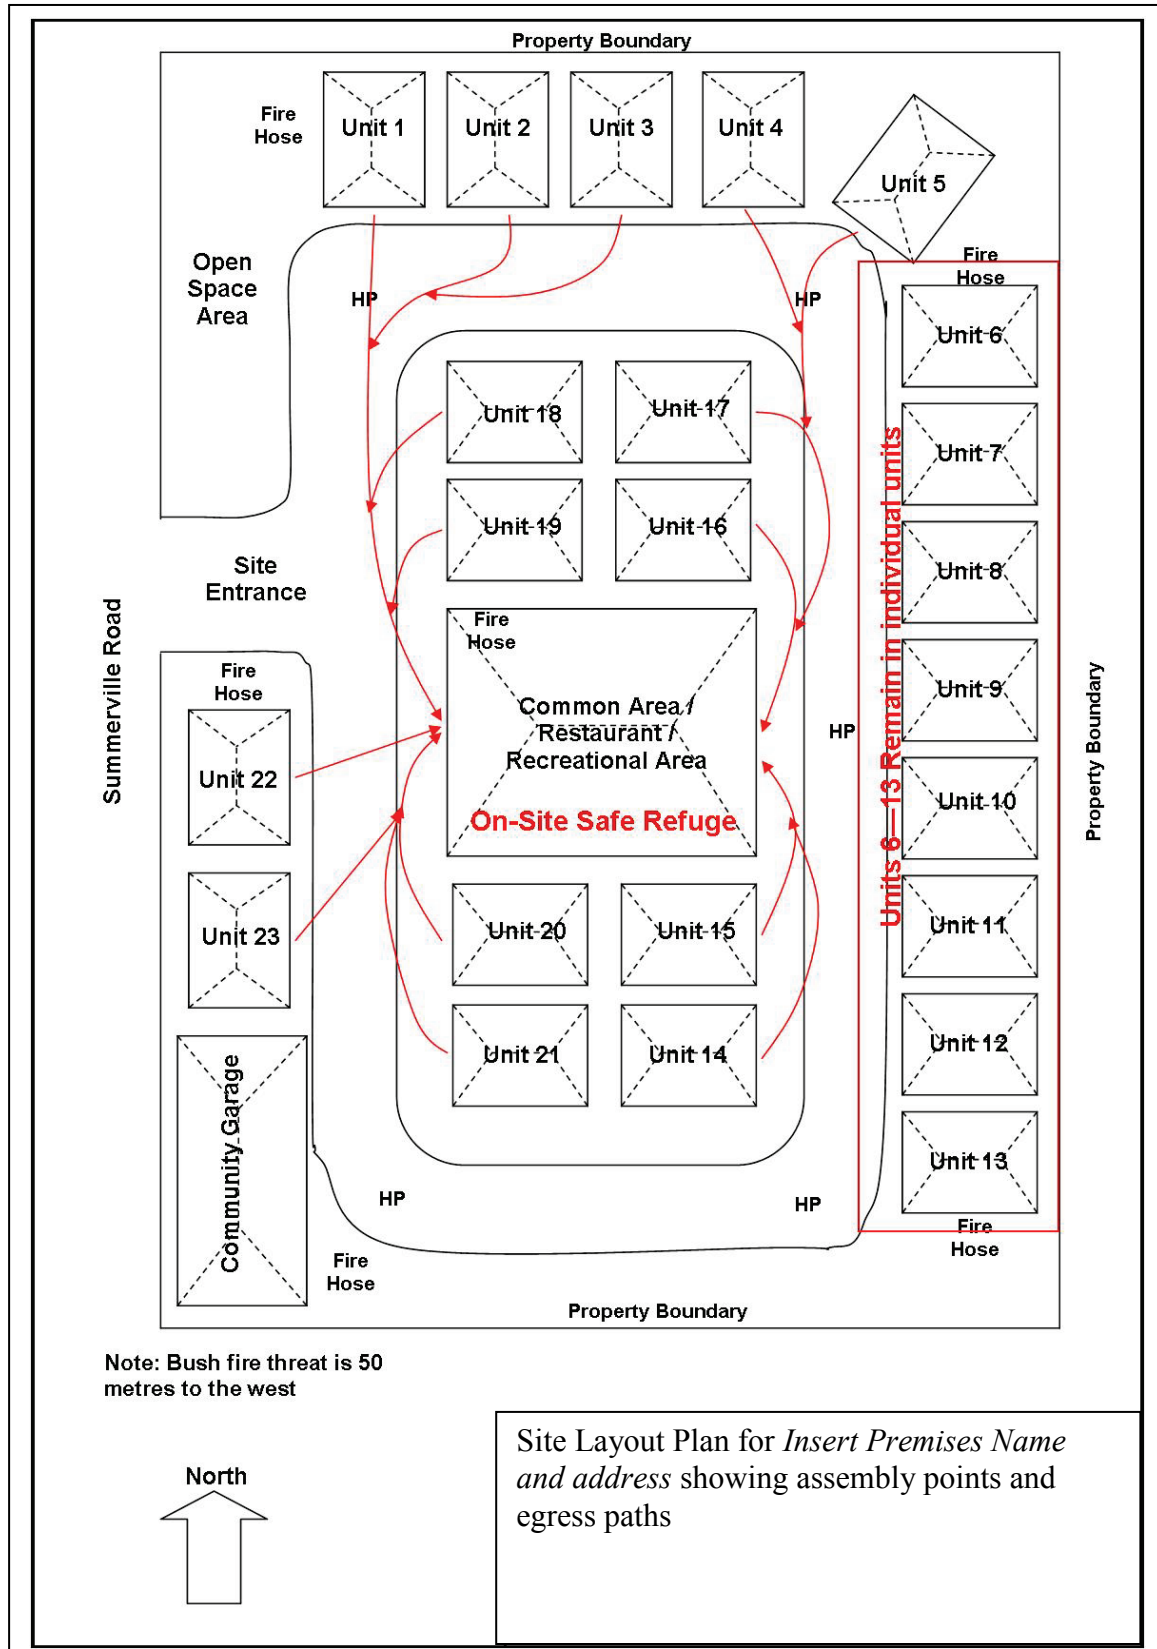 Property Boundary
Fire
Hose
Unit 1
Unit 2
Unit 3
Unit 4
Unit 5
Open
Space
Area
HP
HP
Fire
Hose
Unit 6
Unit 18
Unit 17
Unit 7
Unit 19
Unit 16
Unit 8
Site
Entrance
Summerville Road
Fire
Hose
Fire
Hose
Common Area /
Restaurant /
Recreational Area
On-Site Safe Refuge
HP
Units 6—13 Remain in individual units
Unit 9
Property Boundary
Unit 22
Unit 10
Unit 23
Unit 20
Unit 15
Unit 11
Unit 21
Unit 14
Unit 12
Community Garage
Unit 13
HP
HP
Fire
Hose
Fire
Hose
Property Boundary
Note: Bush fire threat is 50
metres to the west
North
Site Layout Plan for Insert Premises Name
and address showing assembly points and
egress paths